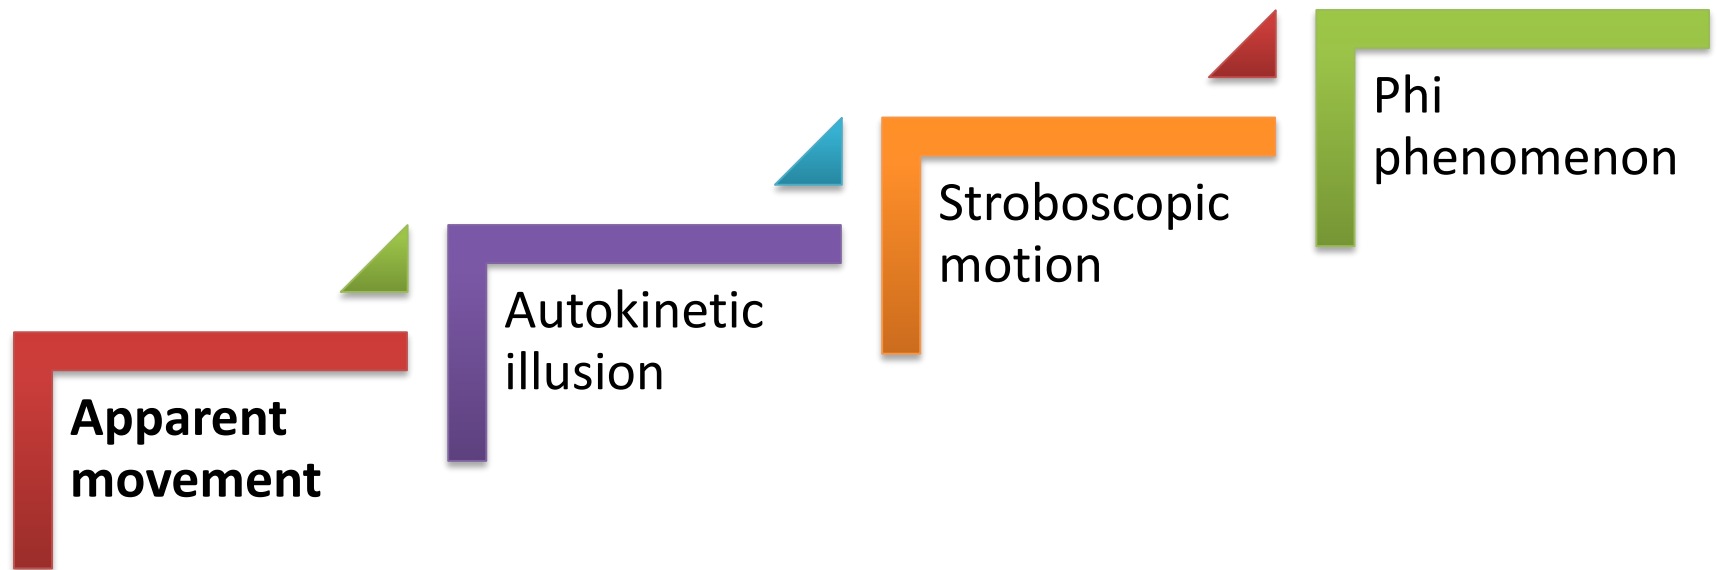 Apparent
movement
Autokinetic
illusion
Stroboscopic
motion
Phi
phenomenon